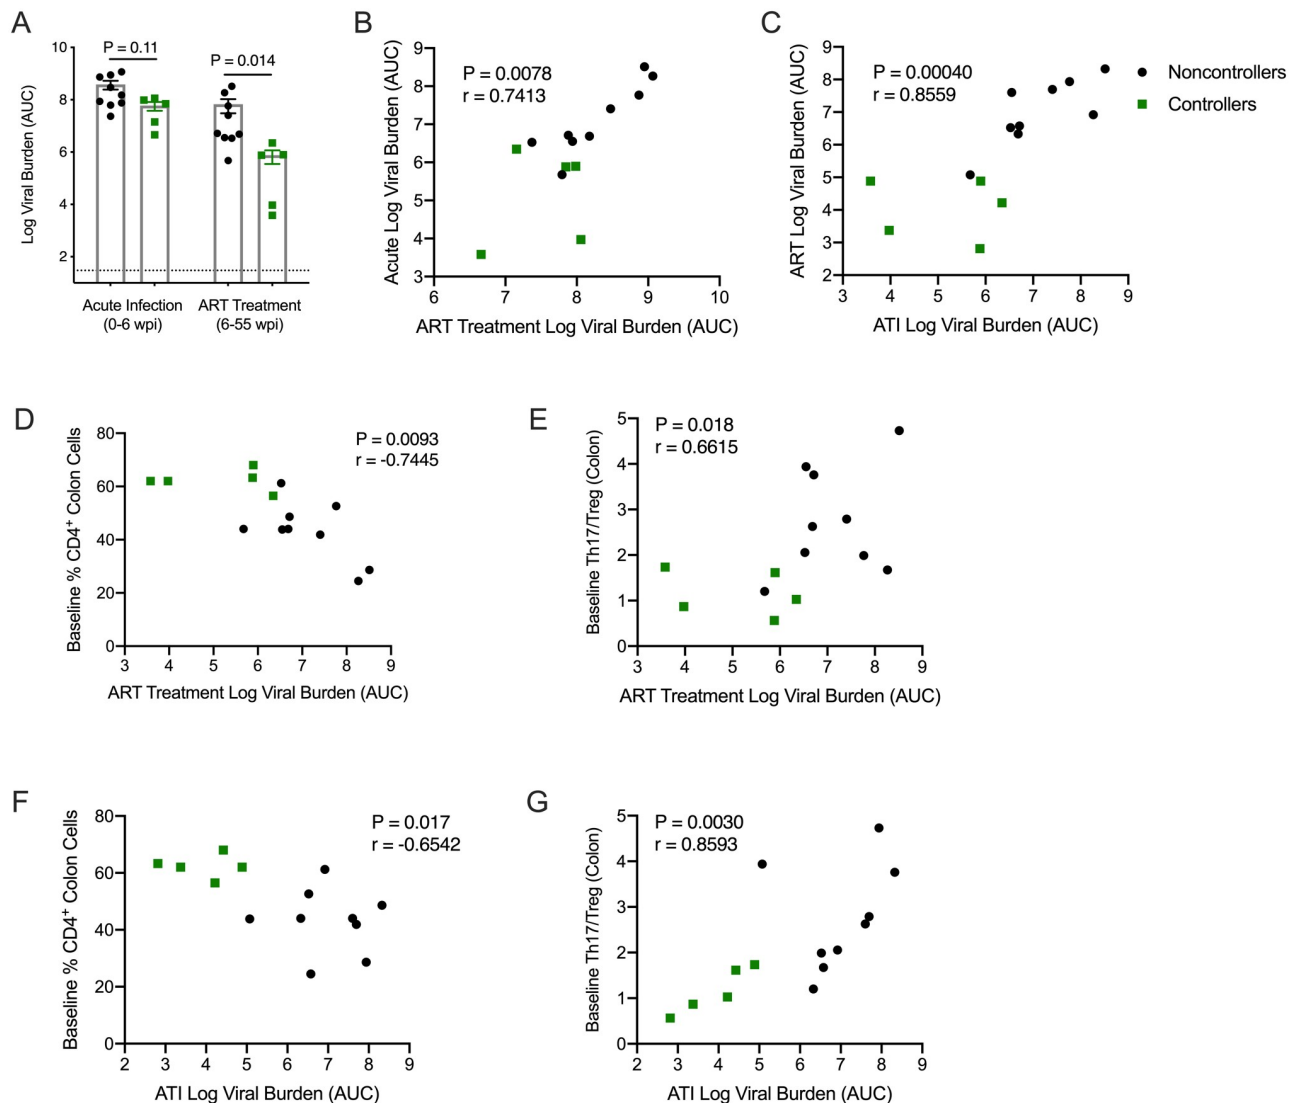 A
Log Viral Burden (AUC)
10
8
6
4
2
P = 0.11
P = 0.014
Acute Infection
(0-6 wpi)
ART Treatment
(6-55 wpi)
B
Acute Log Viral Burden (AUC)
9
8
7
6
5
4
3
P = 0.0078
r = 0.7413
6 7 8 9 10
ART Treatment Log Viral Burden (AUC)
C
ART Log Viral Burden (AUC)
9
8
7
6
5
4
3
2
P = 0.00040
r = 0.8559
3 4 5 6 7 8 9
ATI Log Viral Burden (AUC)
Noncontrollers
Controllers
D
Baseline % CD4⁺ Colon Cells
80
60
40
20
0
P = 0.0093
r = -0.7445
3 4 5 6 7 8 9
ART Treatment Log Viral Burden (AUC)
E
Baseline Th17/Treg (Colon)
5
4
3
2
1
0
P = 0.018
r = 0.6615
3 4 5 6 7 8 9
ART Treatment Log Viral Burden (AUC)
F
Baseline % CD4⁺ Colon Cells
80
60
40
20
0
P = 0.017
r = -0.6542
2 3 4 5 6 7 8 9
ATI Log Viral Burden (AUC)
G
Baseline Th17/Treg (Colon)
5
4
3
2
1
0
P = 0.0030
r = 0.8593
2 3 4 5 6 7 8 9
ATI Log Viral Burden (AUC)